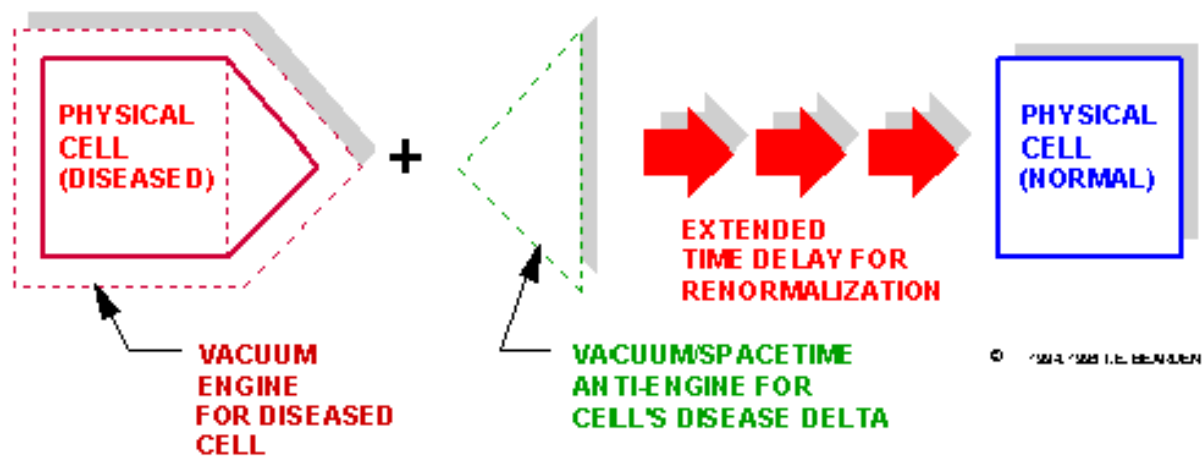 PHYSICAL
CELL
(DISEASED)
+
PHYSICAL
CELL
(NORMAL)
EXTENDED
TIME DELAY FOR
RENORMALIZATION
VACUUM
ENGINE
FOR DISEASED
CELL
VACUUM/SPACETIME
ANTI-ENGINE FOR
CELL'S DISEASE DELTA
© T.E. BEARDEN